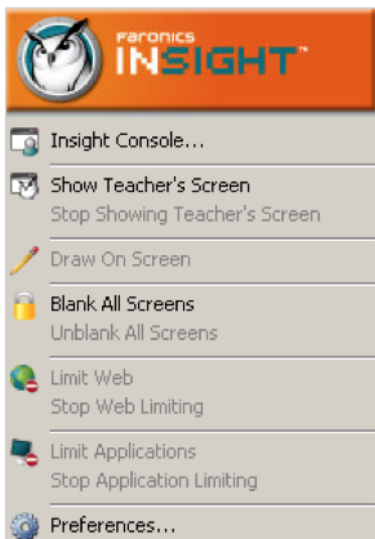 FARONICS
INSIGHT™
Insight Console...
Show Teacher's Screen
Stop Showing Teacher's Screen
Draw On Screen
Blank All Screens
Unblank All Screens
Limit Web
Stop Web Limiting
Limit Applications
Stop Application Limiting
Preferences...